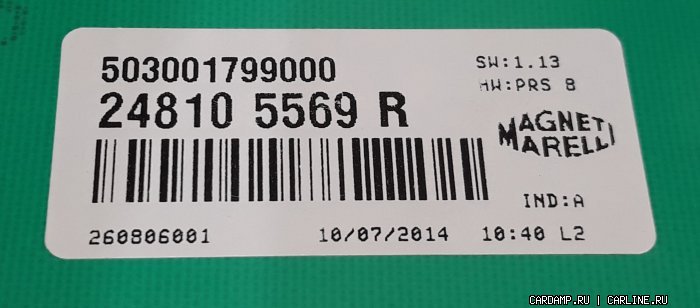 503001799000
24810 5569 R
SW:1.13
HW:PRS 8
MAGNETI
MARELLI
IND:A
260806001 10/07/2014 10:40 L2
CARDAMP.RU | CARLINE.RU